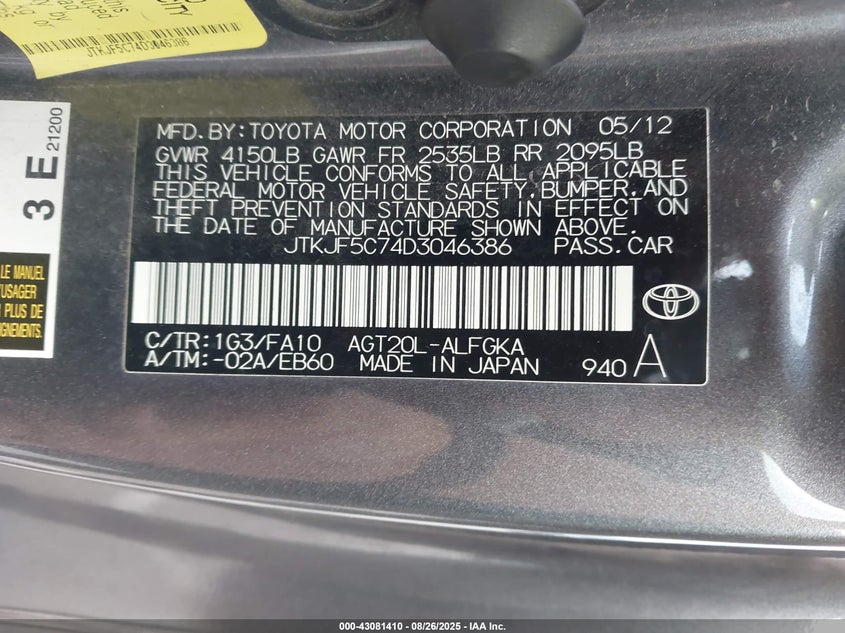 JTKJF5C74D3046386
3 E 21200
LE MANUEL
PLUS DE
MFD. BY: TOYOTA MOTOR CORPORATION 05/12
GVWR 4150LB GAWR FR 2535LB RR 2095LB
THIS VEHICLE CONFORMS TO ALL APPLICABLE
FEDERAL MOTOR VEHICLE SAFETY, BUMPER, AND
THEFT PREVENTION STANDARDS IN EFFECT ON
THE DATE OF MANUFACTURE SHOWN ABOVE.
JTKJF5C74D3046386 PASS. CAR
C/TR: 1G3/FA10 AGT20L-ALFGKA
A/TM: -02A/EB60 MADE IN JAPAN 940 A
000-43081410 - 08/26/2025 - IAA Inc.